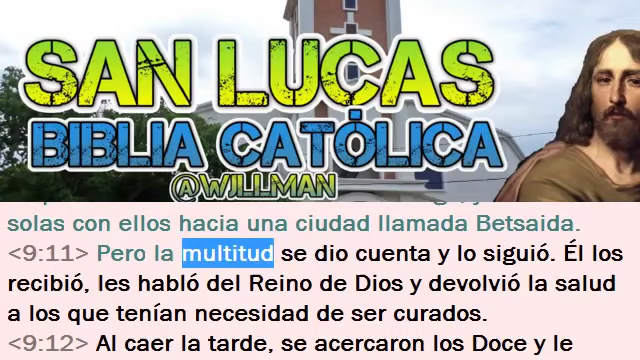 SAN LUCAS
BIBLIA CATÓLICA
@WJLLMAN
solas con ellos hacia una ciudad llamada Betsaida.
<9:11> Pero la multitud se dio cuenta y lo siguió. Él los
recibió, les habló del Reino de Dios y devolvió la salud
a los que tenían necesidad de ser curados.
<9:12> Al caer la tarde, se acercaron los Doce y le